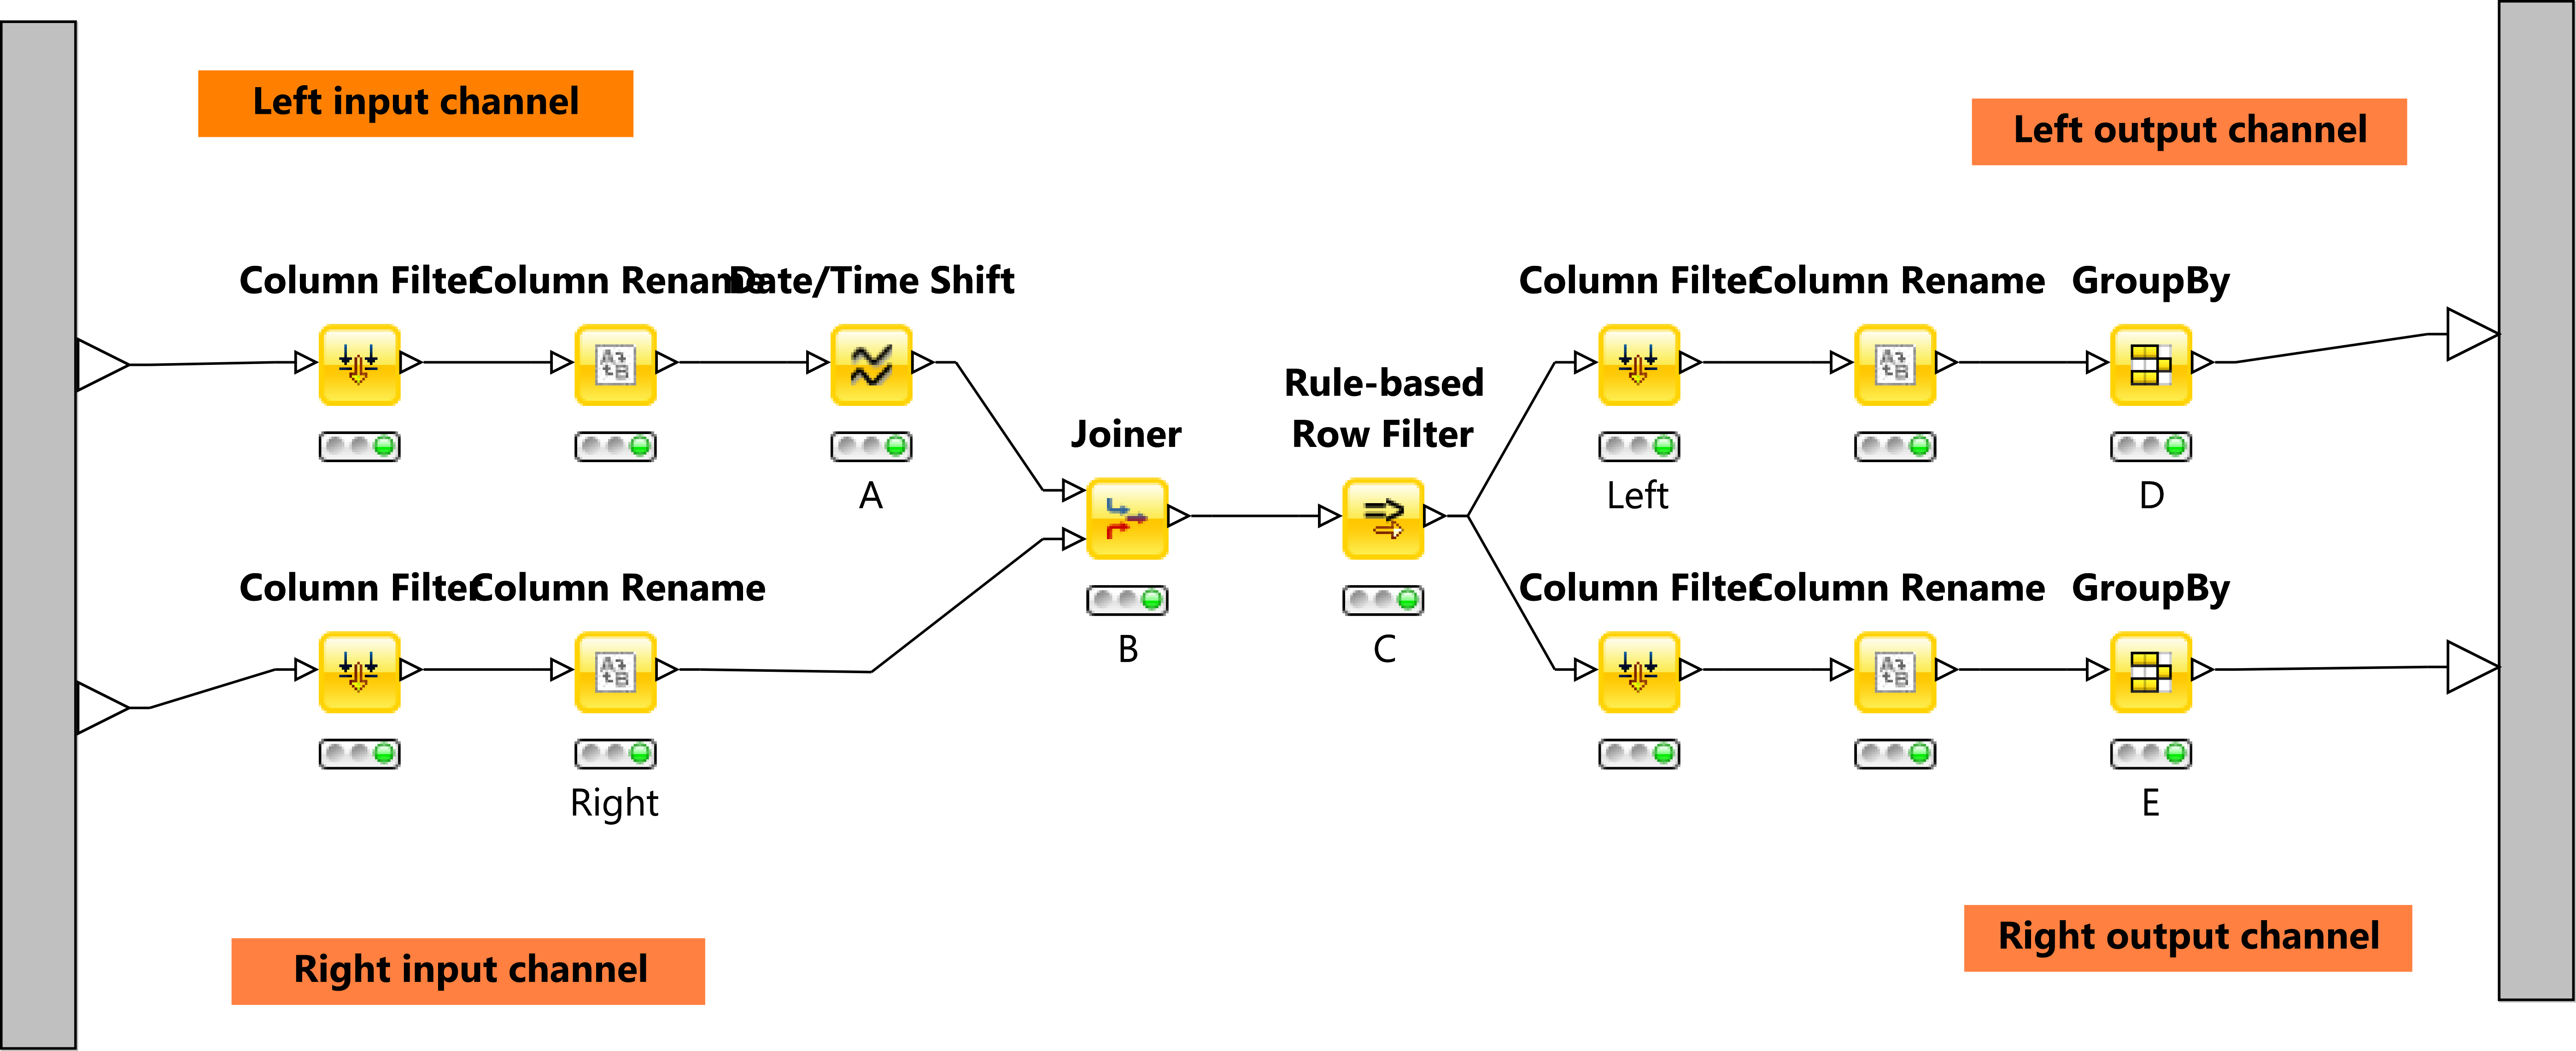 Left input channel
Left output channel
Column Filter
Column Rename
Date/Time Shift
Column Filter
Column Rename
GroupBy
Rule-based
Row Filter
Joiner
A
Left
D
Column Filter
Column Rename
Column Filter
Column Rename
GroupBy
B
C
Right
E
Right input channel
Right output channel